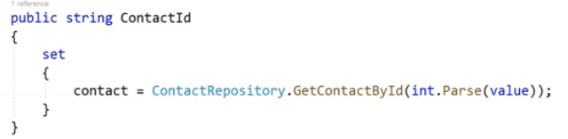 1 reference
public string ContactId
{
    set
    {
        contact = ContactRepository.GetContactById(int.Parse(value));
    }
}